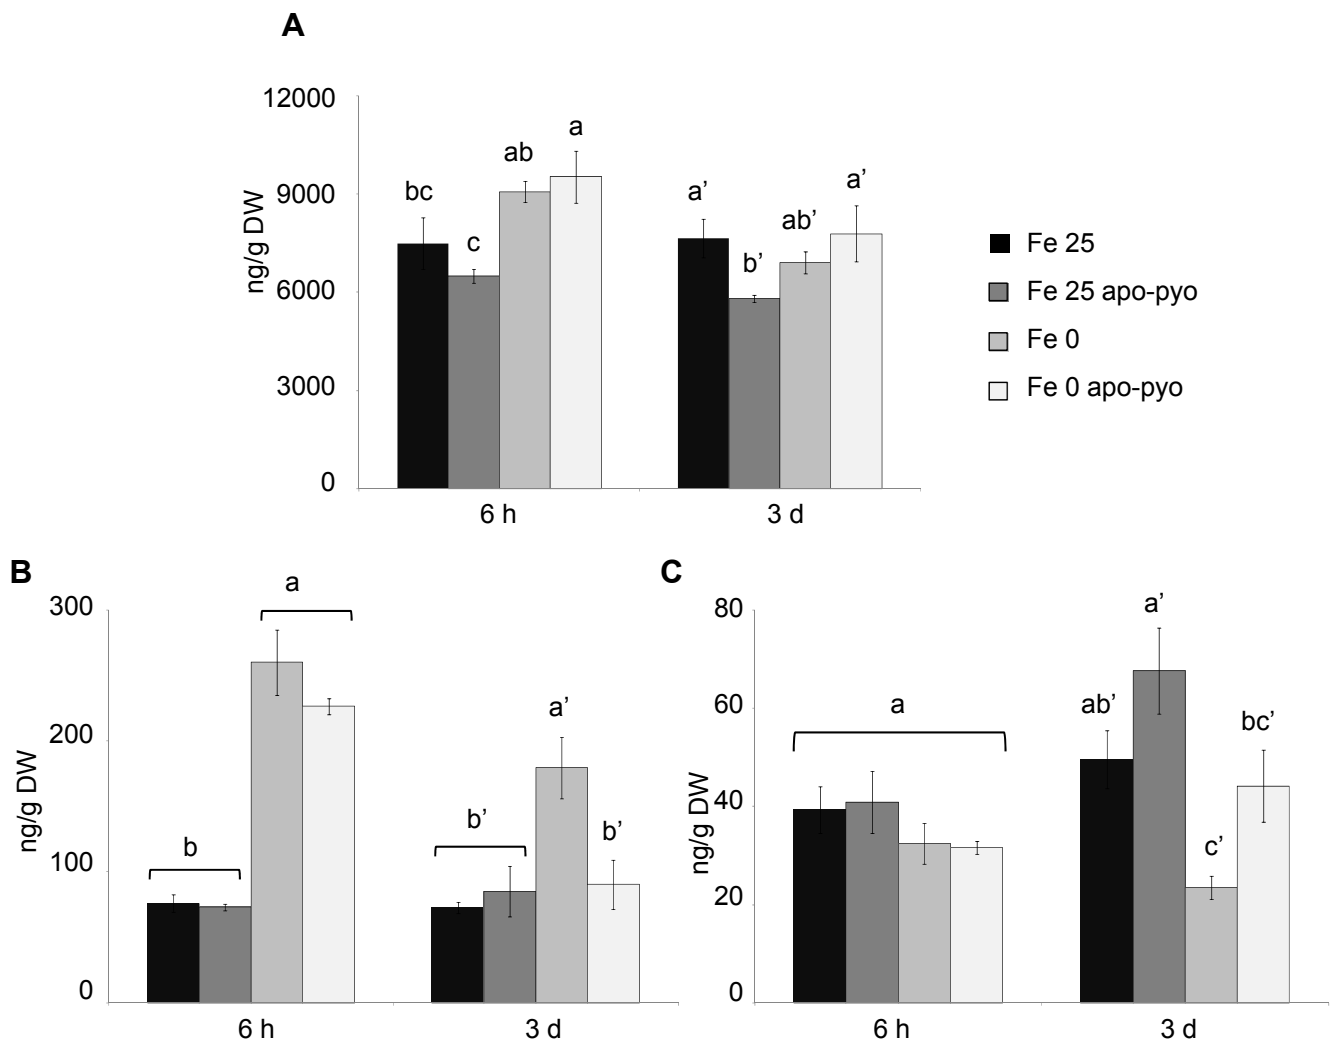 A
12000
9000
6000
3000
0
ng/g DW
bc
c
ab
a
a’
b’
ab’
a’
6 h
3 d
Fe 25
Fe 25 apo-pyo
Fe 0
Fe 0 apo-pyo
B
300
200
100
0
ng/g DW
b
a
b’
a’
b’
6 h
3 d
C
80
60
40
20
0
ng/g DW
a
ab’
a’
c’
bc’
6 h
3 d